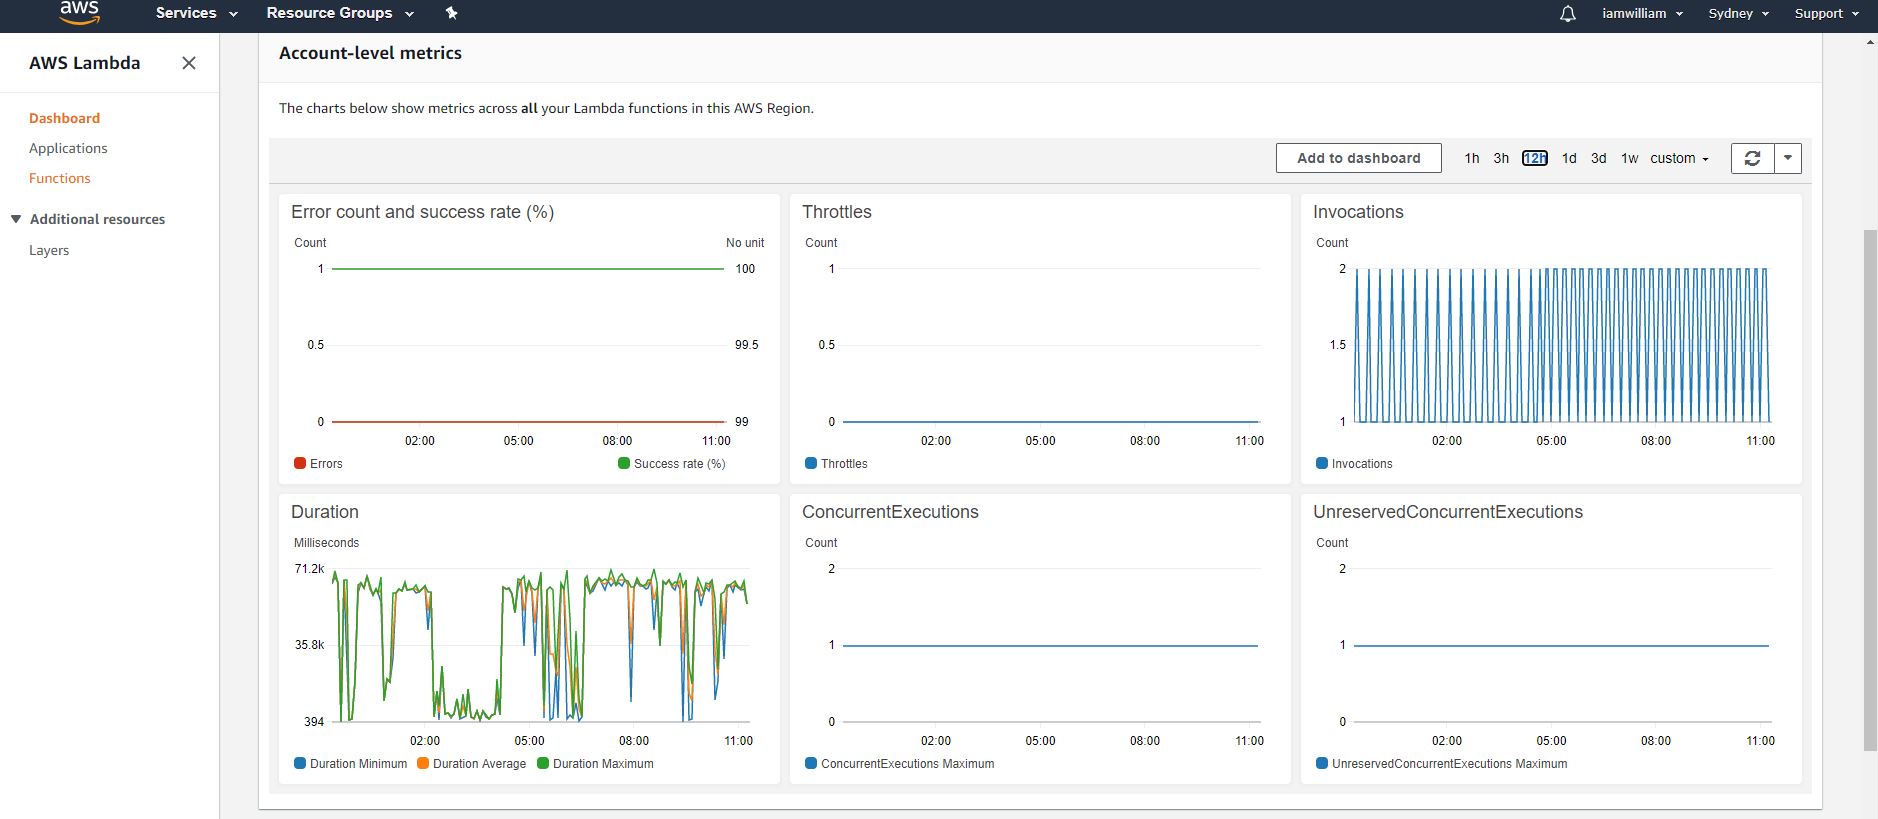 aws Services Resource Groups iamwilliam Sydney Support
AWS Lambda
Dashboard
Applications
Functions
Additional resources
Layers
Account-level metrics
The charts below show metrics across all your Lambda functions in this AWS Region.
Add to dashboard 1h 3h 12h 1d 3d 1w custom
Error count and success rate (%)
Count No unit
1 100
0.5 99.5
0 99
02:00 05:00 08:00 11:00
Errors Success rate (%)
Throttles
Count
1
0.5
0
02:00 05:00 08:00 11:00
Throttles
Invocations
Count
2
1.5
1
02:00 05:00 08:00 11:00
Invocations
Duration
Milliseconds
71.2k
35.8k
394
02:00 05:00 08:00 11:00
Duration Minimum Duration Average Duration Maximum
ConcurrentExecutions
Count
2
1
0
02:00 05:00 08:00 11:00
ConcurrentExecutions Maximum
UnreservedConcurrentExecutions
Count
2
1
0
02:00 05:00 08:00 11:00
UnreservedConcurrentExecutions Maximum